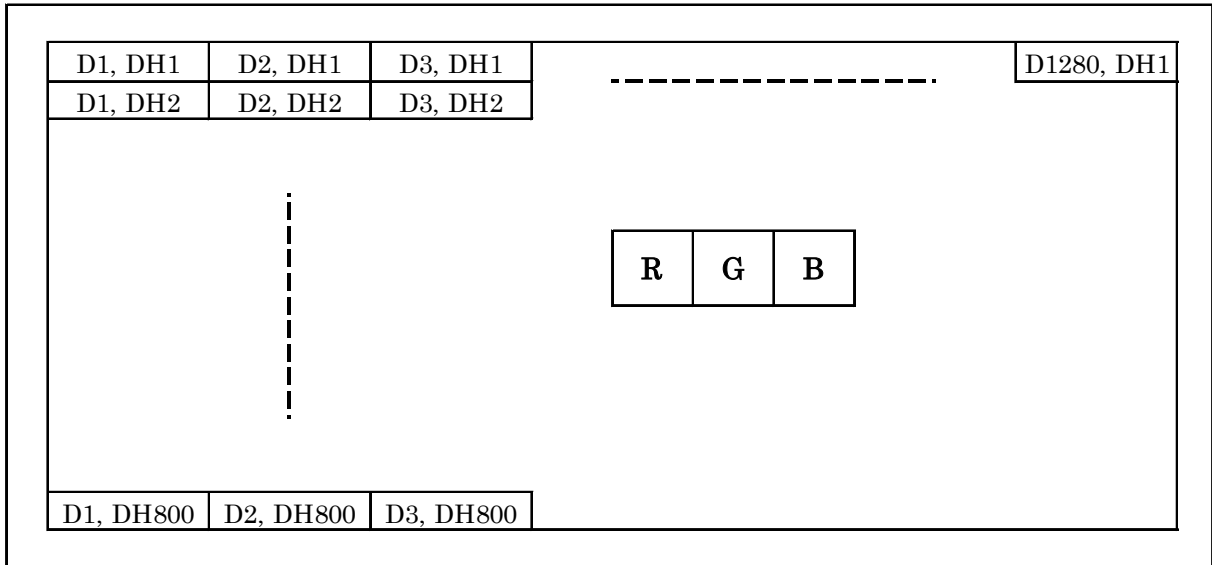 D1, DH1 D2, DH1 D3, DH1 D1280, DH1
D1, DH2 D2, DH2 D3, DH2
R G B
D1, DH800 D2, DH800 D3, DH800